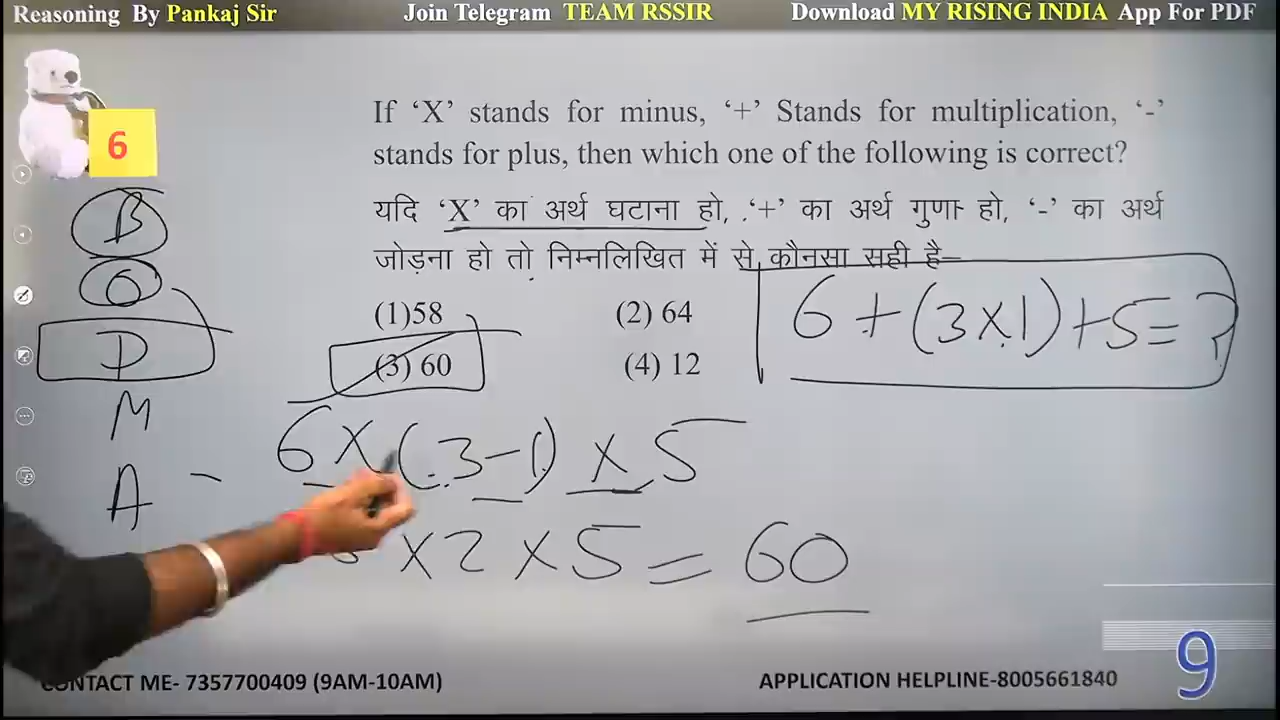 Reasoning By Pankaj Sir Join Telegram TEAM RSSIR Download MY RISING INDIA App For PDF
6
If ‘X’ stands for minus, ‘+’ Stands for multiplication, ‘-’
stands for plus, then which one of the following is correct?
यदि ‘X’ का अर्थ घटाना हो, ‘+’ का अर्थ गुणा हो, ‘-’ का अर्थ
जोड़ना हो तो निम्नलिखित में से कौनसा सही है–
6 + (3 X 1) + 5 = ?
(1)58 (2) 64
(3) 60 (4) 12
B
O
D
M
A
6 X (3 - 1) X 5
X 2 X 5 = 60
9
CONTACT ME- 7357700409 (9AM-10AM) APPLICATION HELPLINE-8005661840